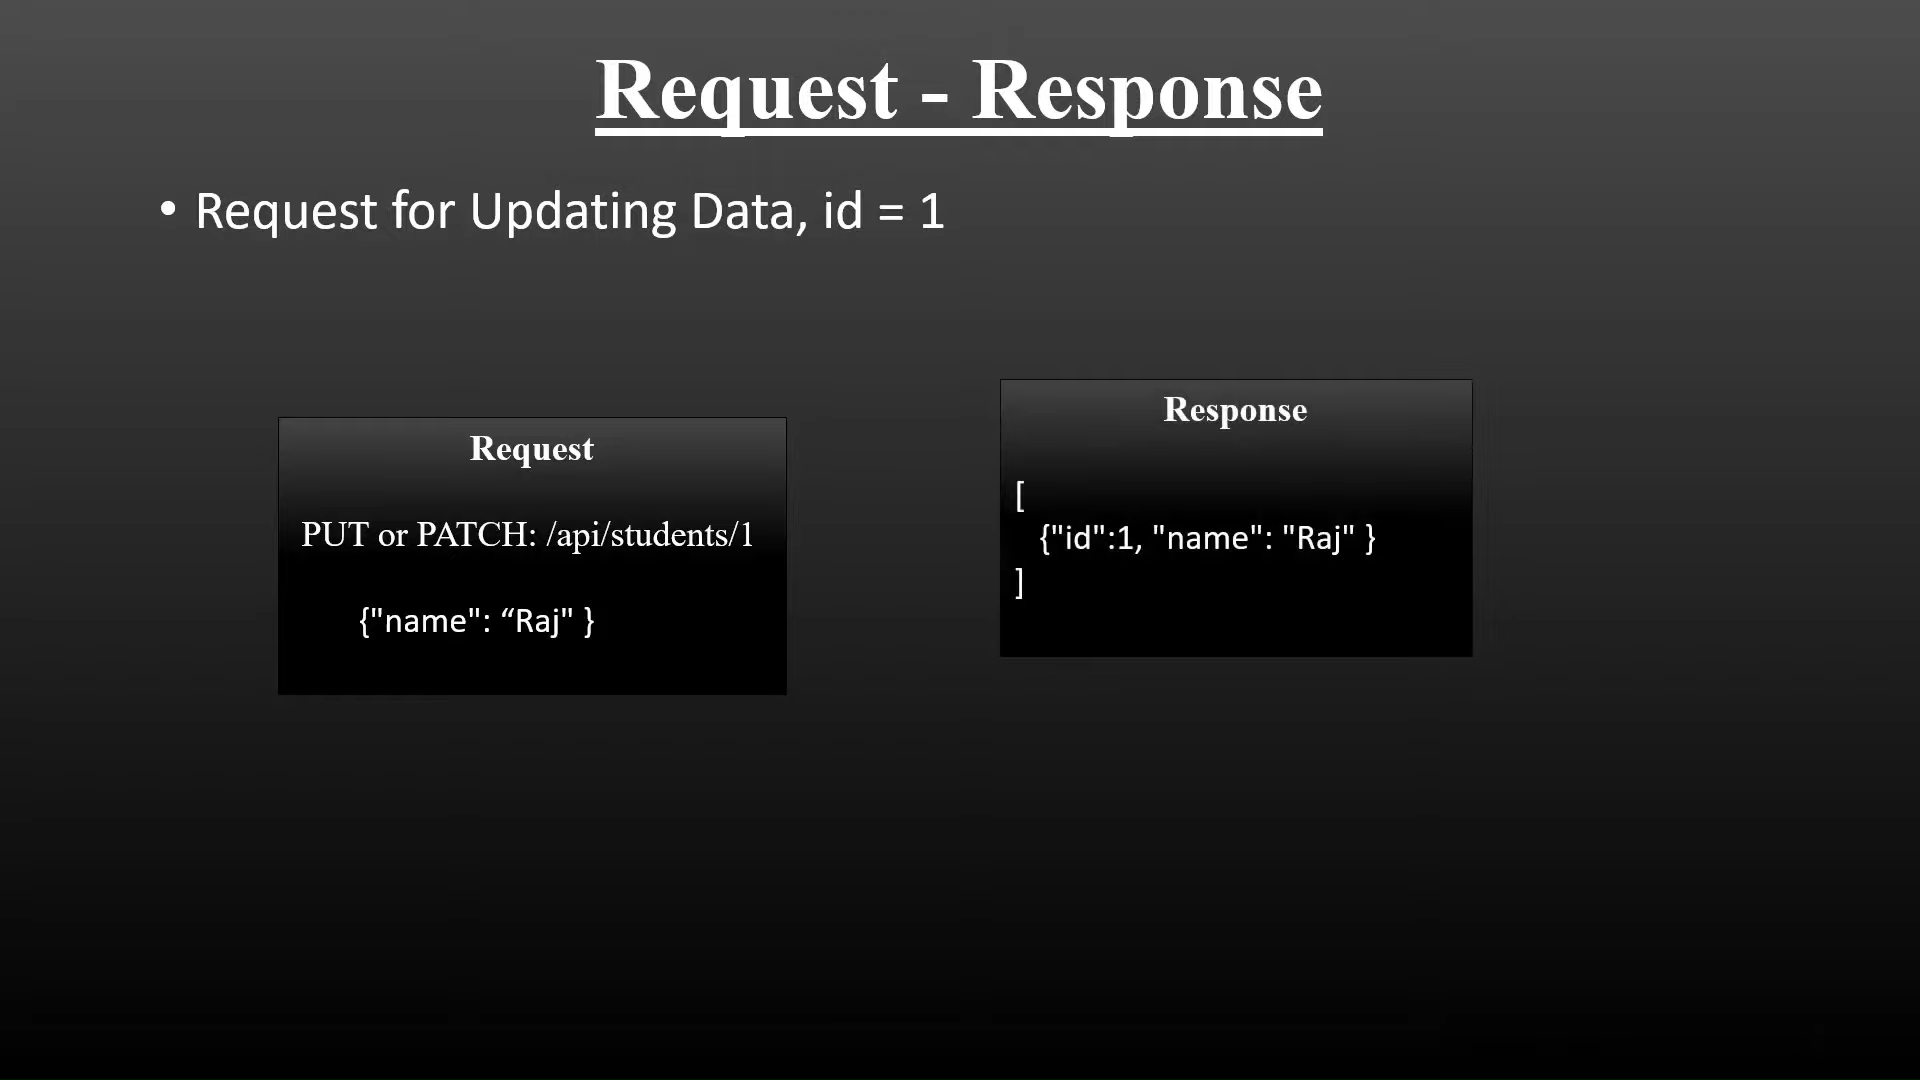 Request - Response
• Request for Updating Data, id = 1
Request
PUT or PATCH: /api/students/1
{"name": “Raj" }
Response
[
{"id":1, "name": "Raj" }
]